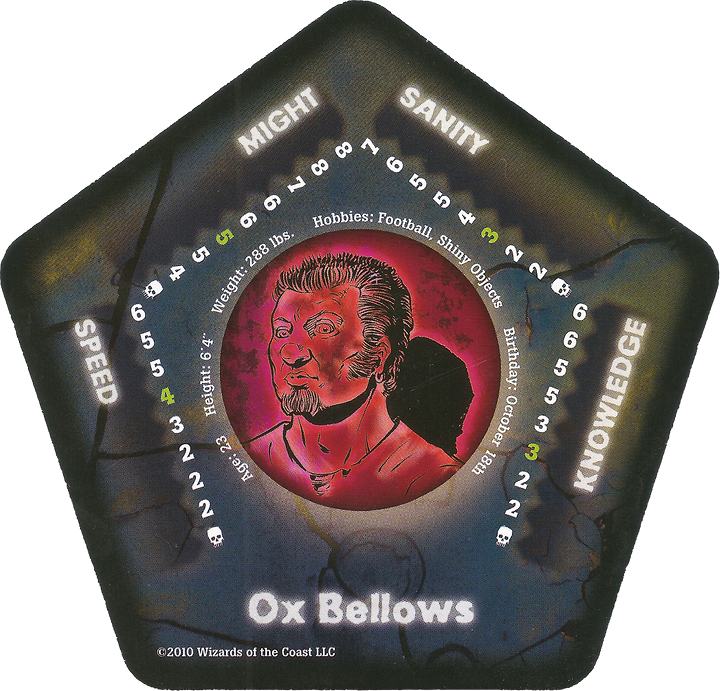 MIGHT
4 5 5 6 6 7 8 8
SANITY
7 6 5 5 4 3 2 2
SPEED
6 5 5 4 3 2 2 2
KNOWLEDGE
6 6 5 5 3 3 2 2
Age: 23 Height: 6'4" Weight: 288 lbs.
Hobbies: Football, Shiny Objects
Birthday: October 18th
Ox Bellows
©2010 Wizards of the Coast LLC